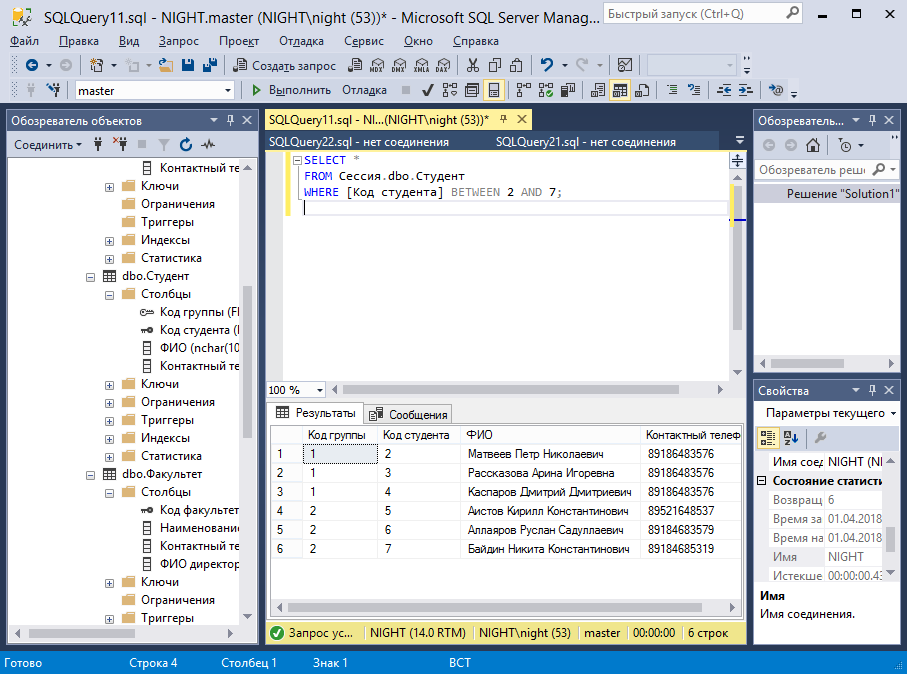 SQLQuery11.sql - NIGHT.master (NIGHT\night (53))* - Microsoft SQL Server Manag...
Быстрый запуск (Ctrl+Q)
Файл Правка Вид Запрос Проект Отладка Сервис Окно Справка
Создать запрос MDX DMX XMLA DAX
master Выполнить Отладка
Обозреватель объектов
Соединить
Контактный те
Ключи
Ограничения
Триггеры
Индексы
Статистика
dbo.Студент
Столбцы
Код группы (F
Код студента (
ФИО (nchar(10
Контактный те
Ключи
Ограничения
Триггеры
Индексы
Статистика
dbo.Факультет
Столбцы
Код факультет
Наименование
Контактный те
ФИО директор
Ключи
Ограничения
Триггеры
SQLQuery11.sql - NI...(NIGHT\night (53))*
SQLQuery22.sql - нет соединения SQLQuery21.sql - нет соединения
SELECT *
FROM Сессия.dbo.Студент
WHERE [Код студента] BETWEEN 2 AND 7;
100 %
Результаты Сообщения
Код группы Код студента ФИО Контактный телеф
1 1 2 Матвеев Петр Николаевич 89186483576
2 1 3 Рассказова Арина Игоревна 89186483576
3 1 4 Каспаров Дмитрий Дмитриевич 89186483576
4 2 5 Аистов Кирилл Константинович 89521648537
5 2 6 Аллаяров Руслан Садуллаевич 89184683579
6 2 7 Байдин Никита Константинович 89184685319
Запрос ус... NIGHT (14.0 RTM) NIGHT\night (53) master 00:00:00 6 строк
Обозреватель...
Обозреватель реше
Решение "Solution1"
Свойства
Параметры текущего
Имя соед NIGHT (NI
Состояние статисти
Возвращ 6
Время за 01.04.2018
Время на 01.04.2018
Имя NIGHT
Истекше 00:00:00.43
Имя
Имя соединения.
Готово Строка 4 Столбец 1 Знак 1 ВСТ